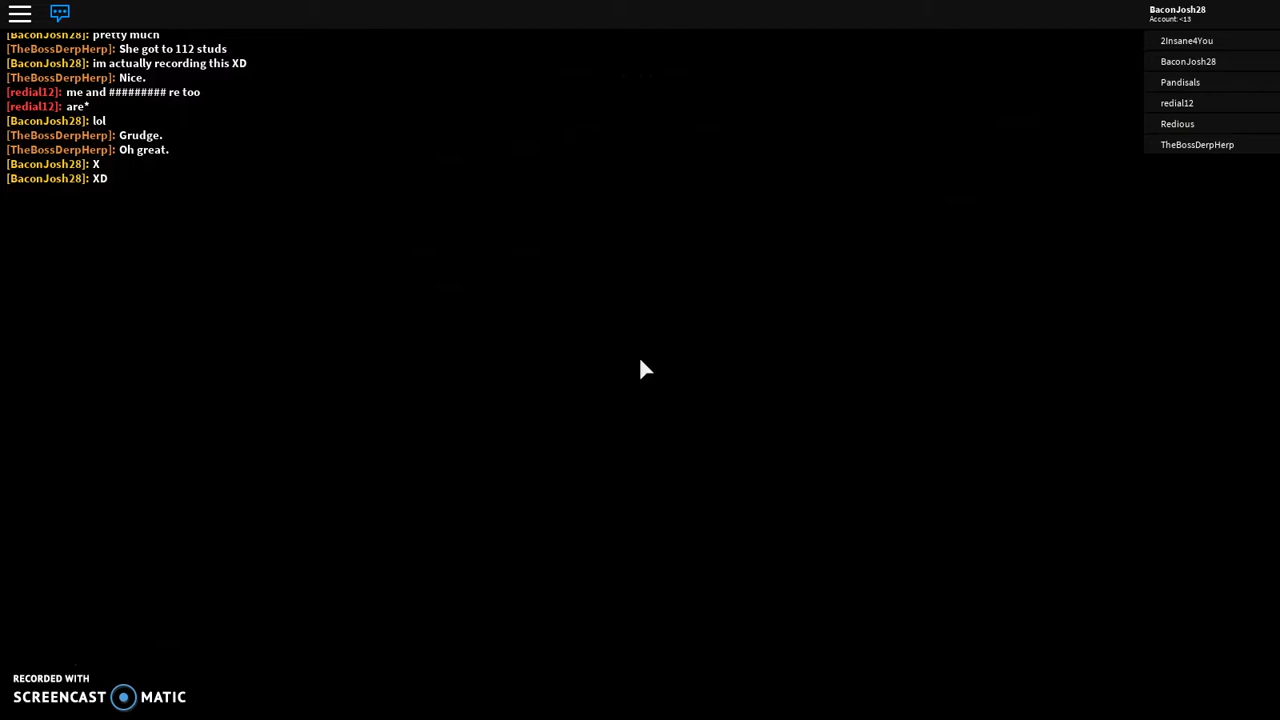 BaconJosh28
Account: <13
[BaconJosh28]: pretty much
[TheBossDerpHerp]: She got to 112 studs
[BaconJosh28]: im actually recording this XD
[TheBossDerpHerp]: Nice.
[redial12]: me and ######### re too
[redial12]: are*
[BaconJosh28]: lol
[TheBossDerpHerp]: Grudge.
[TheBossDerpHerp]: Oh great.
[BaconJosh28]: X
[BaconJosh28]: XD
2Insane4You
BaconJosh28
Pandisals
redial12
Redious
TheBossDerpHerp
RECORDED WITH
SCREENCAST MATIC